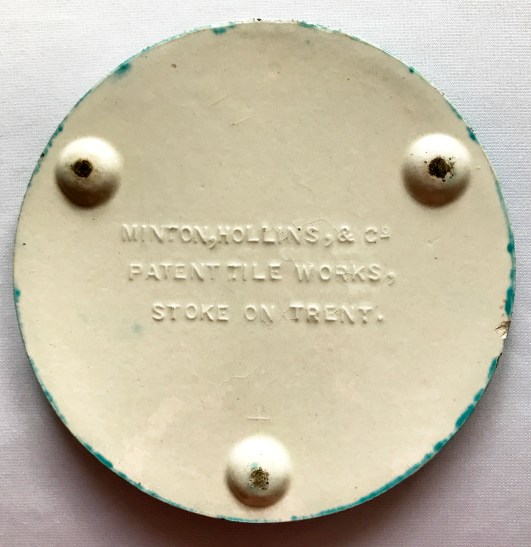 MINTON, HOLLINS, & Co
PATENT TILE WORKS,
STOKE ON TRENT.